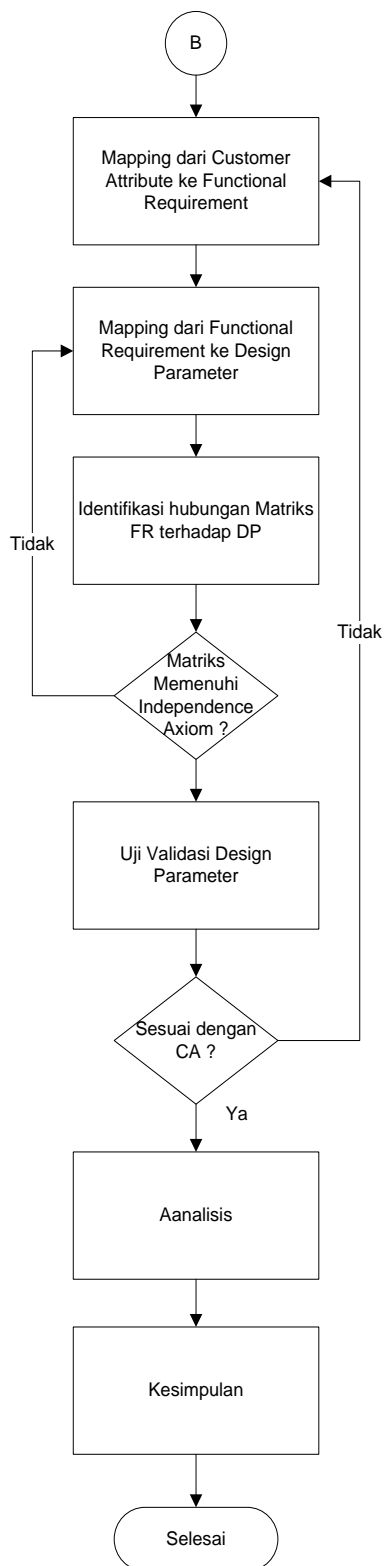 B
Mapping dari Customer
Attribute ke Functional
Requirement
Mapping dari Functional
Requirement ke Design
Parameter
Identifikasi hubungan Matriks
FR terhadap DP
Tidak
Tidak
Matriks
Memenuhi
Independence
Axiom ?
Uji Validasi Design
Parameter
Sesuai dengan
CA ?
Ya
Aanalisis
Kesimpulan
Selesai